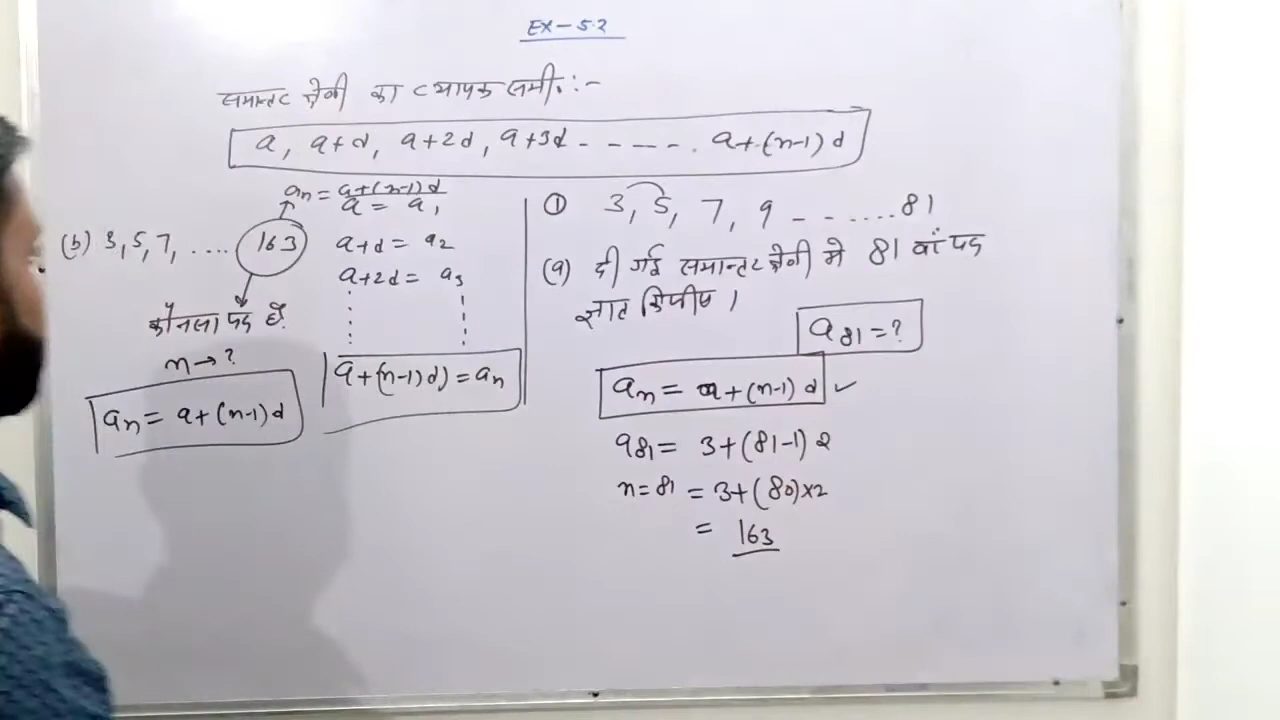 EX-5.2
समान्तर श्रेणी का व्यापक समी.:-
a, a+d, a+2d, a+3d - - - - - . a+(n-1)d
an = a+(n-1)d
a = a1
a+d = a2
a+2d = a3
a+(n-1)d) = an
(b) 3, 5, 7, .... 163
कौनसा पद है.
n→?
an = a+(n-1)d
① 3, 5, 7, 9 - - ......81
(a) दी गई समान्तर श्रेणी मे 81 वां पद
ज्ञात किजीए ।
a81 = ?
an = a+(n-1)d ✓
a81 = 3+(81-1)2
n=81 = 3+(80)×2
= 163